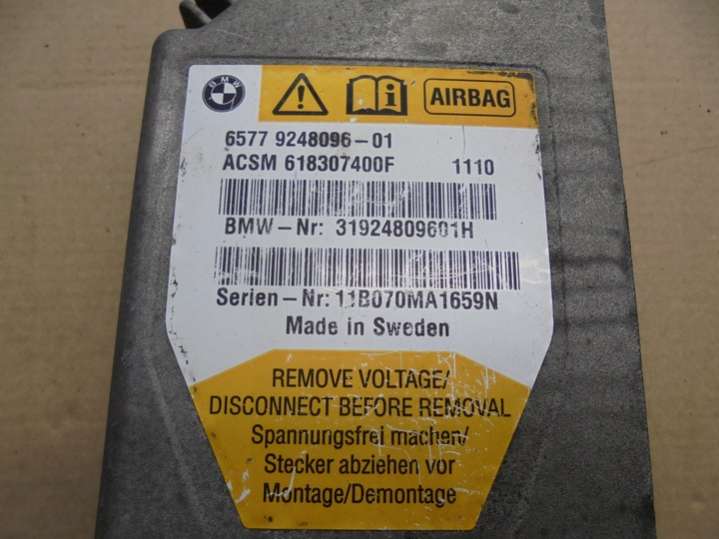 BMW
AIRBAG
6577 9248096-01
ACSM 618307400F 1110
BMW-Nr: 31924809601H
Serien-Nr: 11B070MA1659N
Made in Sweden
REMOVE VOLTAGE/
DISCONNECT BEFORE REMOVAL
Spannungsfrei machen/
Stecker abziehen vor
Montage/Demontage